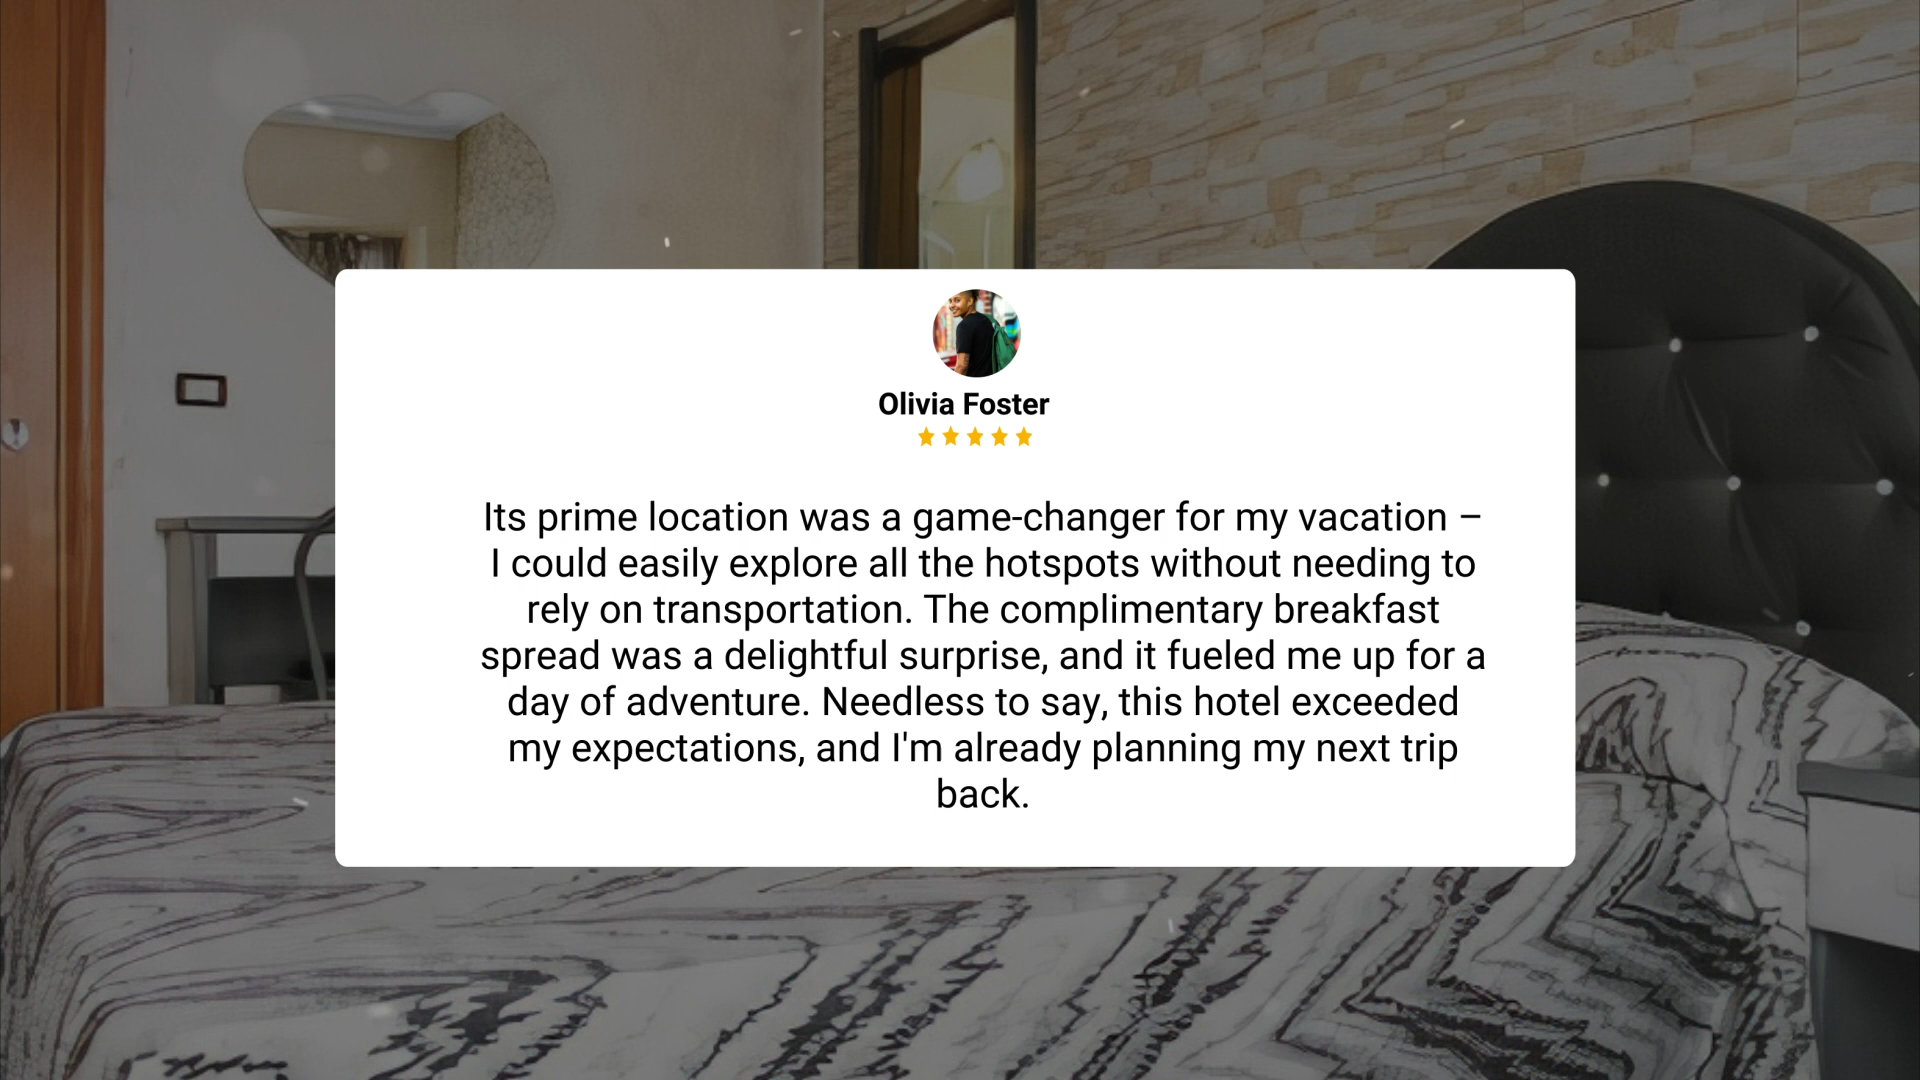 Olivia Foster
Its prime location was a game-changer for my vacation –
I could easily explore all the hotspots without needing to
rely on transportation. The complimentary breakfast
spread was a delightful surprise, and it fueled me up for a
day of adventure. Needless to say, this hotel exceeded
my expectations, and I'm already planning my next trip
back.